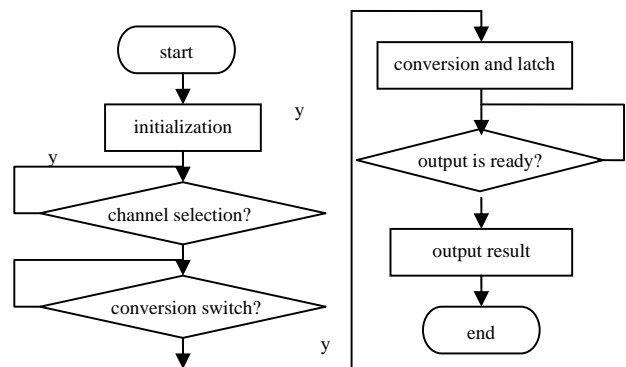 start
initialization
y
y
channel selection?
conversion switch?
y
conversion and latch
output is ready?
output result
end